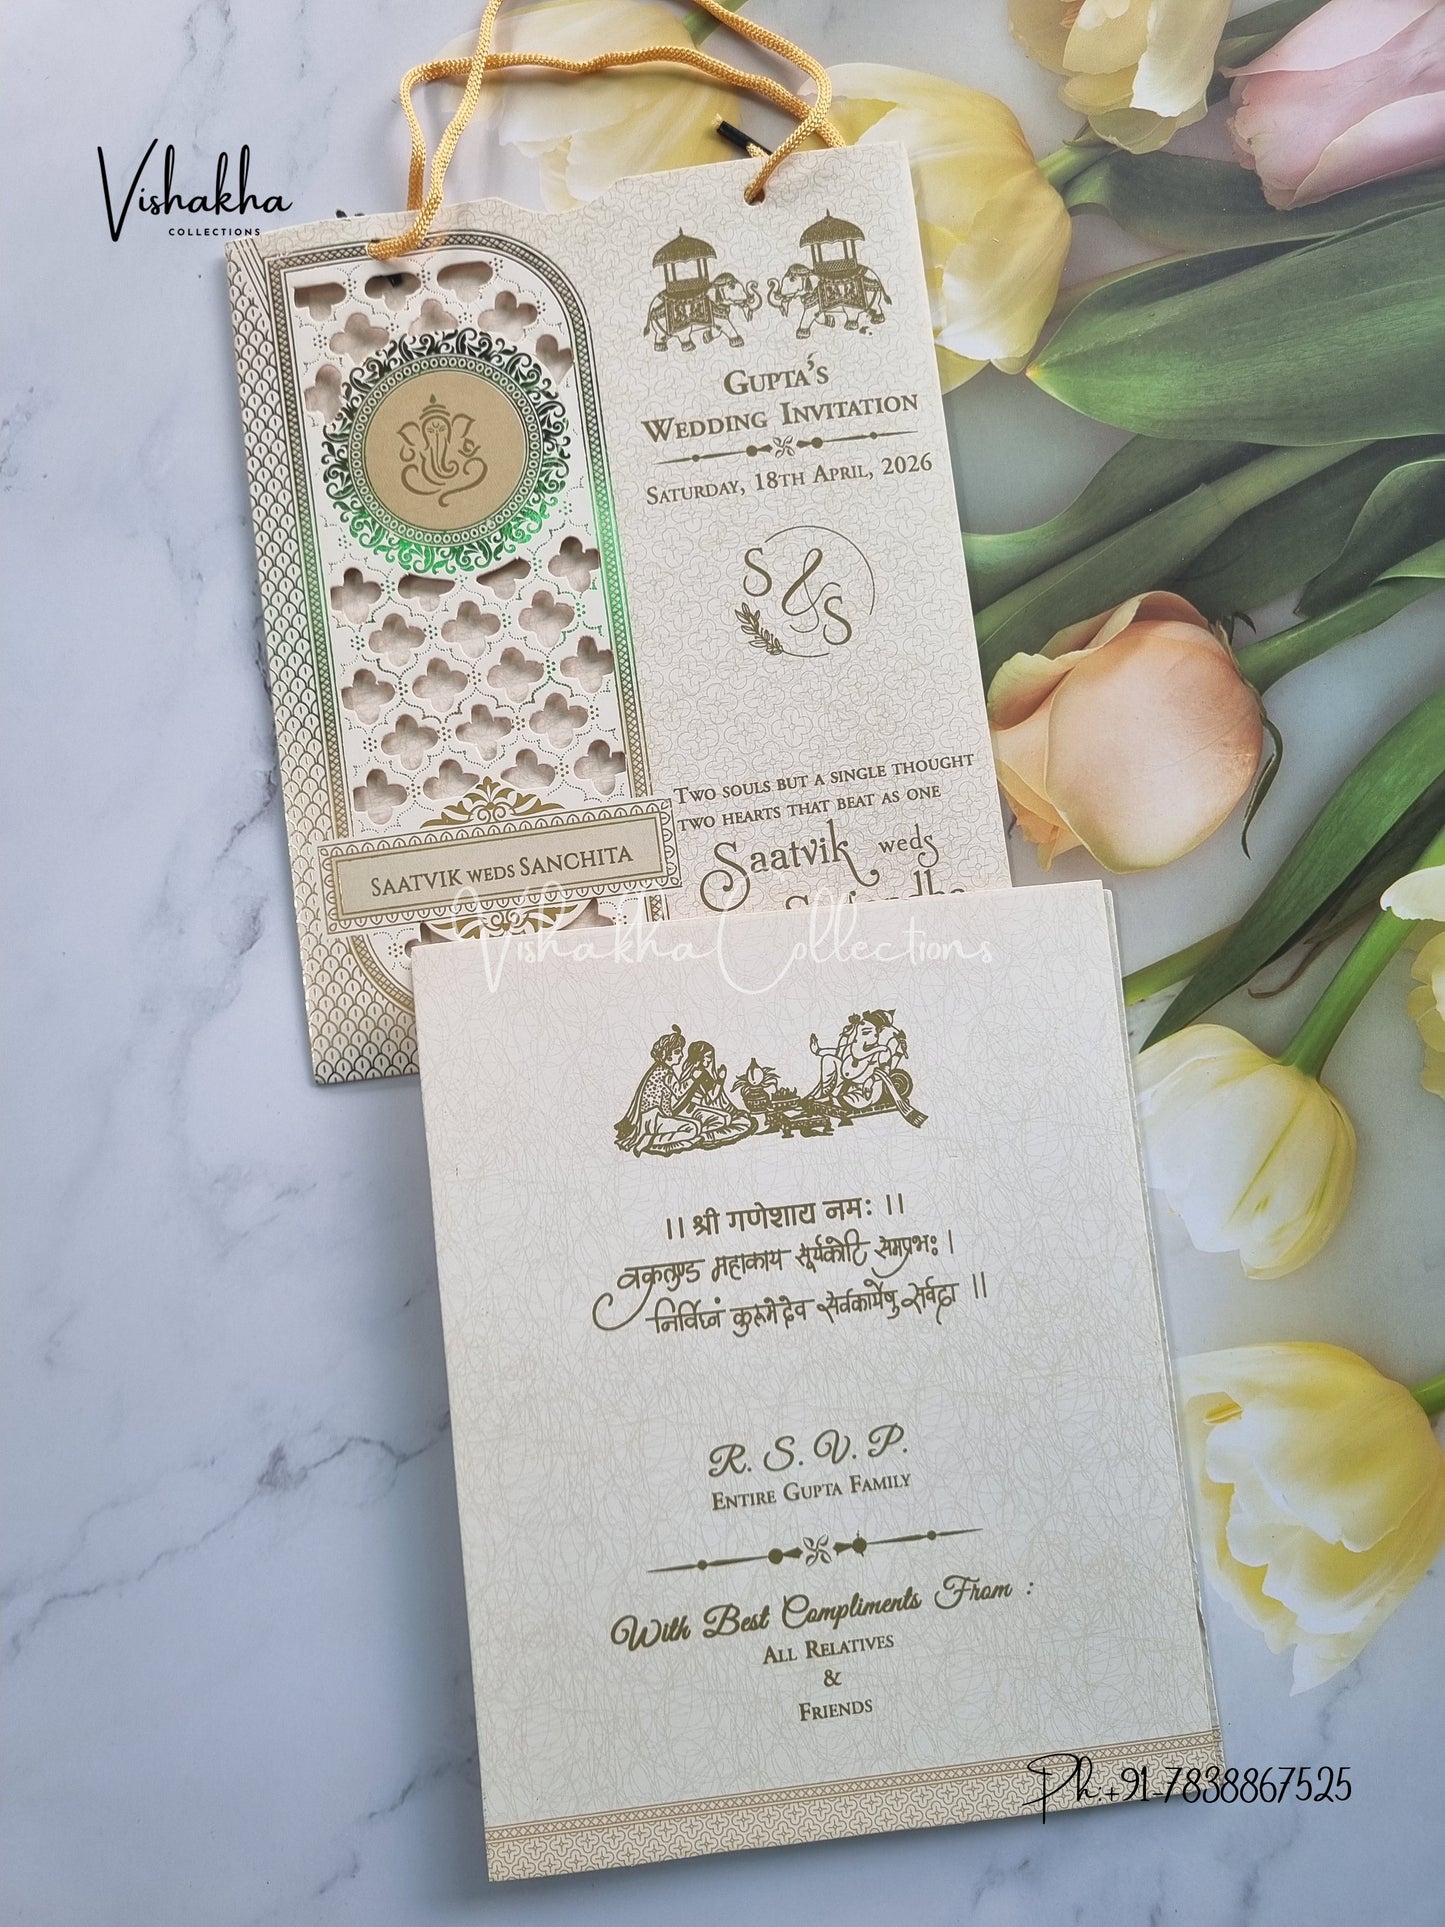 Vishakha
COLLECTIONS
GUPTA'S
WEDDING INVITATION
SATURDAY, 18TH APRIL, 2026
S & S
TWO SOULS BUT A SINGLE THOUGHT
TWO HEARTS THAT BEAT AS ONE
Saatvik weds
SAATVIK WEDS SANCHITA
Vishakha Collections
।। श्री गणेशाय नमः ।।
वक्रतुण्ड महाकाय सूर्यकोटि समप्रभः।
निर्विघ्नं कुरूमेदेव सर्वकार्येषु सर्वदा ।।
R. S. V. P.
ENTIRE GUPTA FAMILY
With Best Compliments From :
ALL RELATIVES
&
FRIENDS
Ph:+91-7838867525